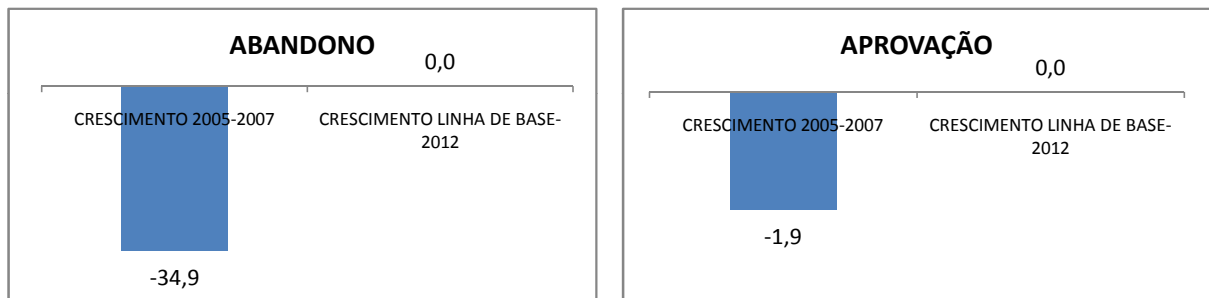 ABANDONO
0,0
CRESCIMENTO 2005-2007
CRESCIMENTO LINHA DE BASE-
2012
-34,9
APROVAÇÃO
0,0
CRESCIMENTO 2005-2007
CRESCIMENTO LINHA DE BASE-
2012
-1,9